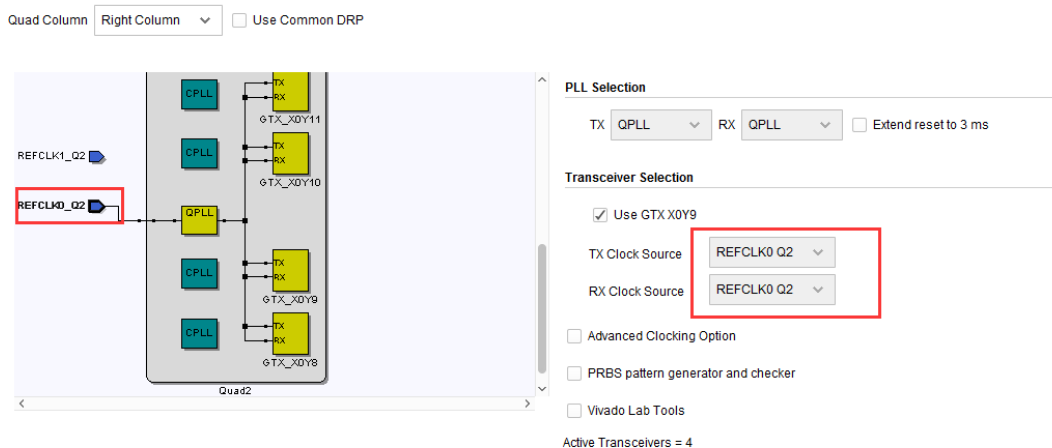 Quad Column Right Column Use Common DRP
CPLL
TX
RX
GTX_X0Y11
REFCLK1_Q2
CPLL
TX
RX
GTX_X0Y10
REFCLK0_Q2
QPLL
CPLL
TX
RX
GTX_X0Y9
CPLL
TX
RX
GTX_X0Y8
Quad2
PLL Selection
TX QPLL RX QPLL Extend reset to 3 ms
Transceiver Selection
Use GTX X0Y9
TX Clock Source REFCLK0 Q2
RX Clock Source REFCLK0 Q2
Advanced Clocking Option
PRBS pattern generator and checker
Vivado Lab Tools
Active Transceivers = 4